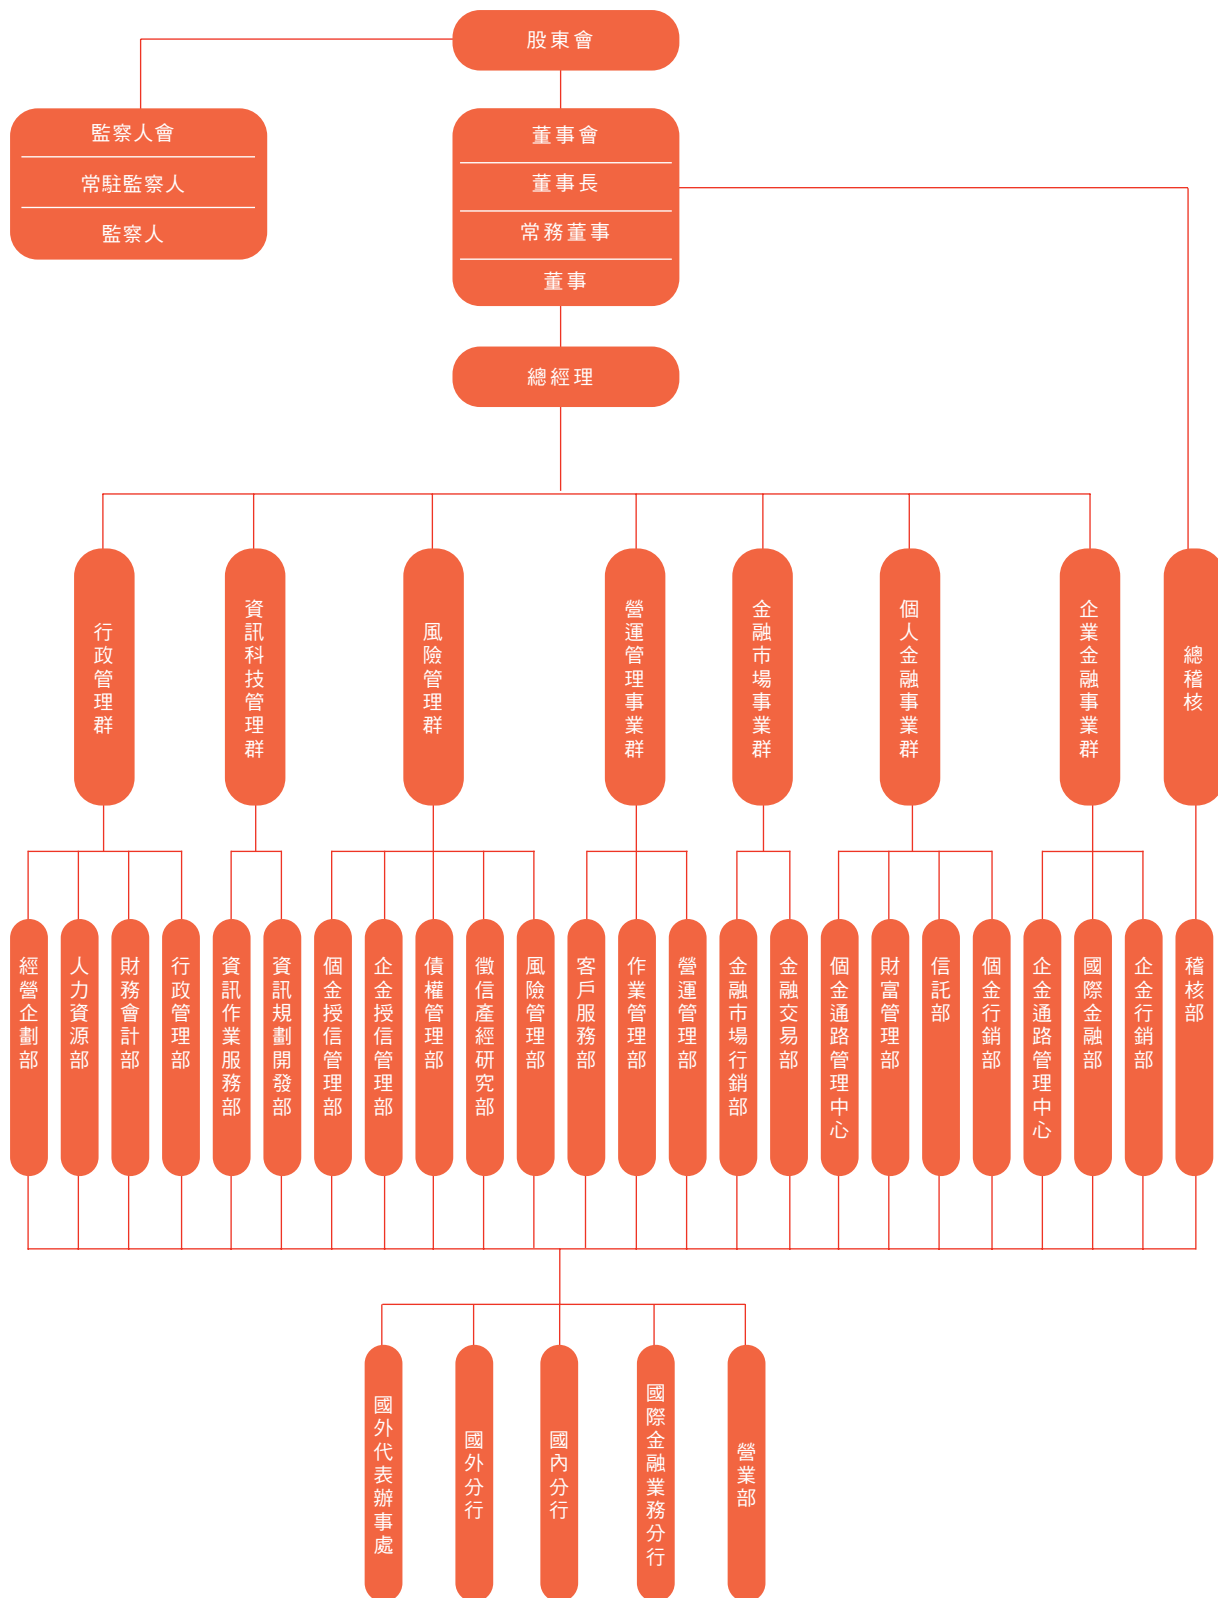 股東會
監察人會
常駐監察人
監察人
董事會
董事長
常務董事
董事
總經理
行政管理群
資訊科技管理群
風險管理群
營運管理事業群
金融市場事業群
個人金融事業群
企業金融事業群
總稽核
經營企劃部
人力資源部
財務會計部
行政管理部
資訊作業服務部
資訊規劃開發部
個金授信管理部
企金授信管理部
債權管理部
徵信產經研究部
風險管理部
客戶服務部
作業管理部
營運管理部
金融市場行銷部
金融交易部
個金通路管理中心
財富管理部
信託部
個金行銷部
企金通路管理中心
國際金融部
企金行銷部
稽核部
國外代表辦事處
國外分行
國內分行
國際金融業務分行
營業部